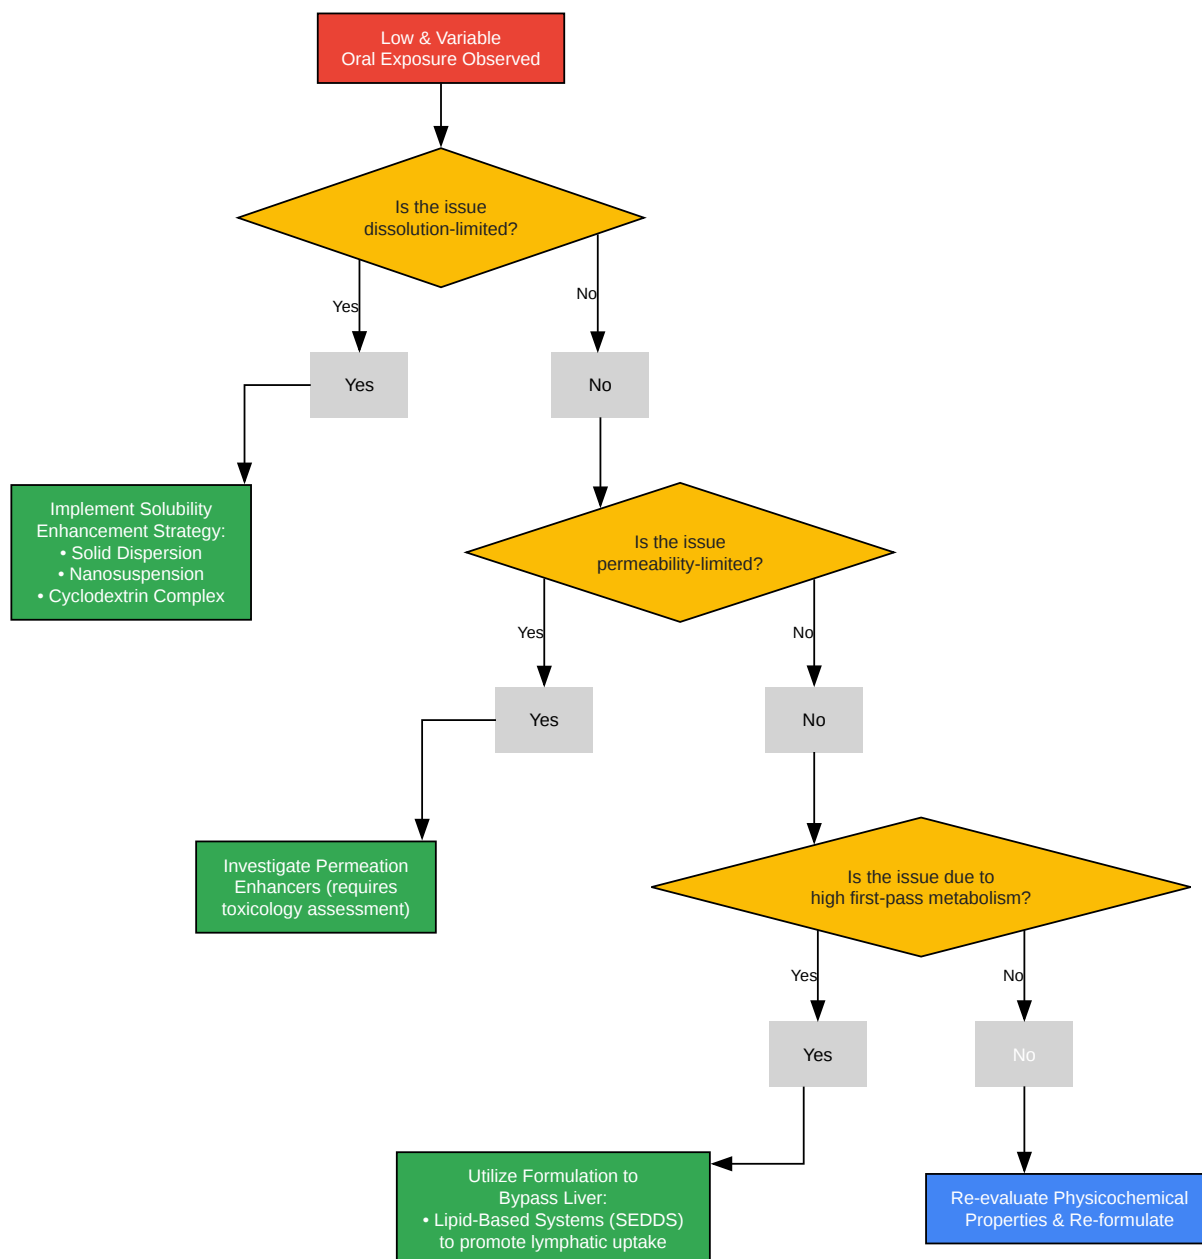 Low & Variable
Oral Exposure Observed
Is the issue
dissolution-limited?
Yes
No
Yes
No
Implement Solubility
Enhancement Strategy:
• Solid Dispersion
• Nanosuspension
• Cyclodextrin Complex
Is the issue
permeability-limited?
Yes
No
Yes
No
Investigate Permeation
Enhancers (requires
toxicology assessment)
Is the issue due to
high first-pass metabolism?
Yes
No
Yes
No
Utilize Formulation to
Bypass Liver:
• Lipid-Based Systems (SEDDS)
to promote lymphatic uptake
Re-evaluate Physicochemical
Properties & Re-formulate